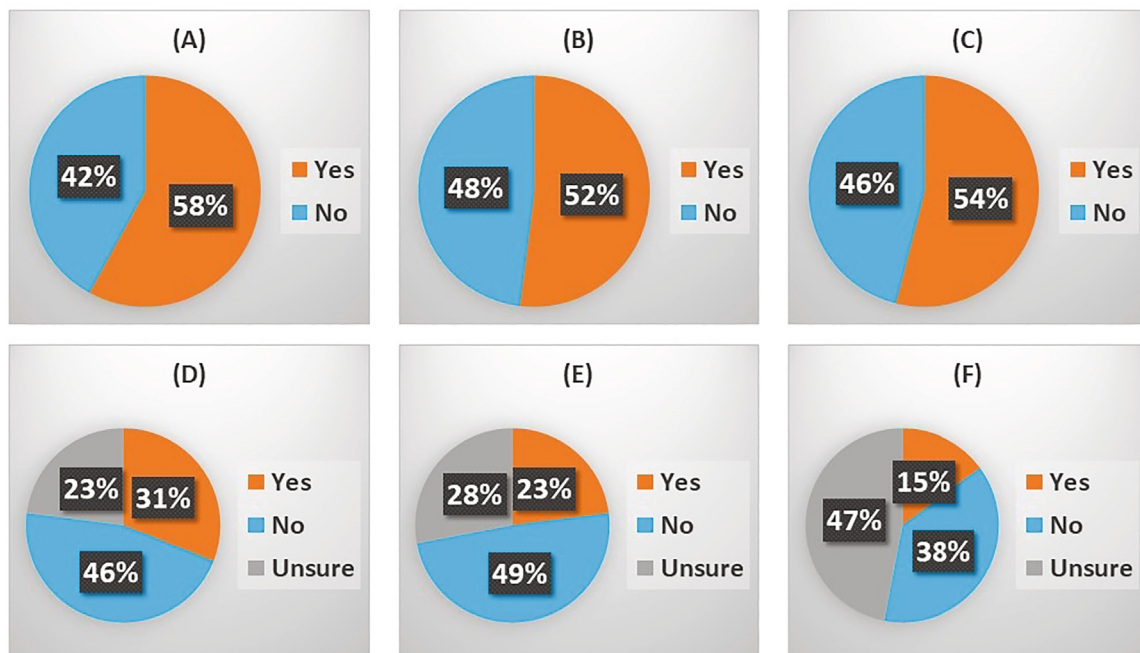 (A)
42%
58%
Yes
No
(B)
48%
52%
Yes
No
(C)
46%
54%
Yes
No
(D)
23%
31%
46%
Yes
No
Unsure
(E)
28%
23%
49%
Yes
No
Unsure
(F)
15%
47%
38%
Yes
No
Unsure